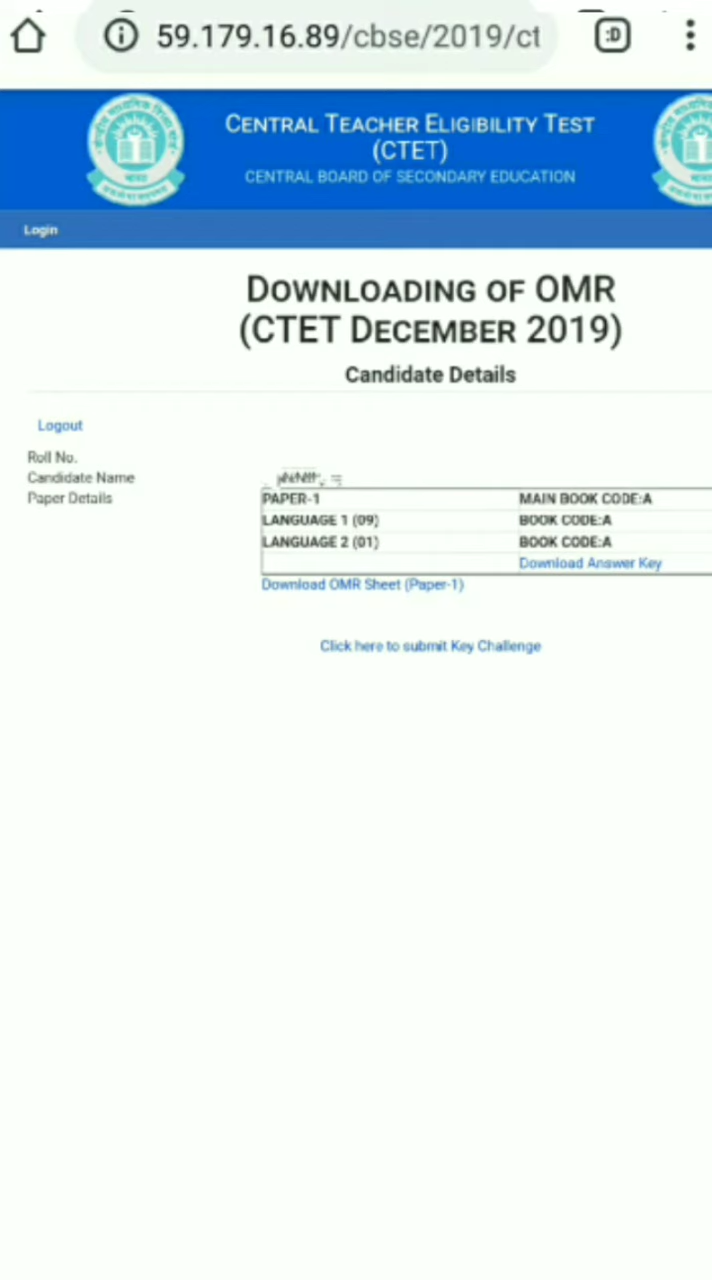 59.179.16.89/cbse/2019/ct
:D
CENTRAL TEACHER ELIGIBILITY TEST
(CTET)
CENTRAL BOARD OF SECONDARY EDUCATION
Login
DOWNLOADING OF OMR
(CTET DECEMBER 2019)
Candidate Details
Logout
Roll No.
Candidate Name
Paper Details
PAPER-1 MAIN BOOK CODE:A
LANGUAGE 1 (09) BOOK CODE:A
LANGUAGE 2 (01) BOOK CODE:A
Download Answer Key
Download OMR Sheet (Paper-1)
Click here to submit Key Challenge